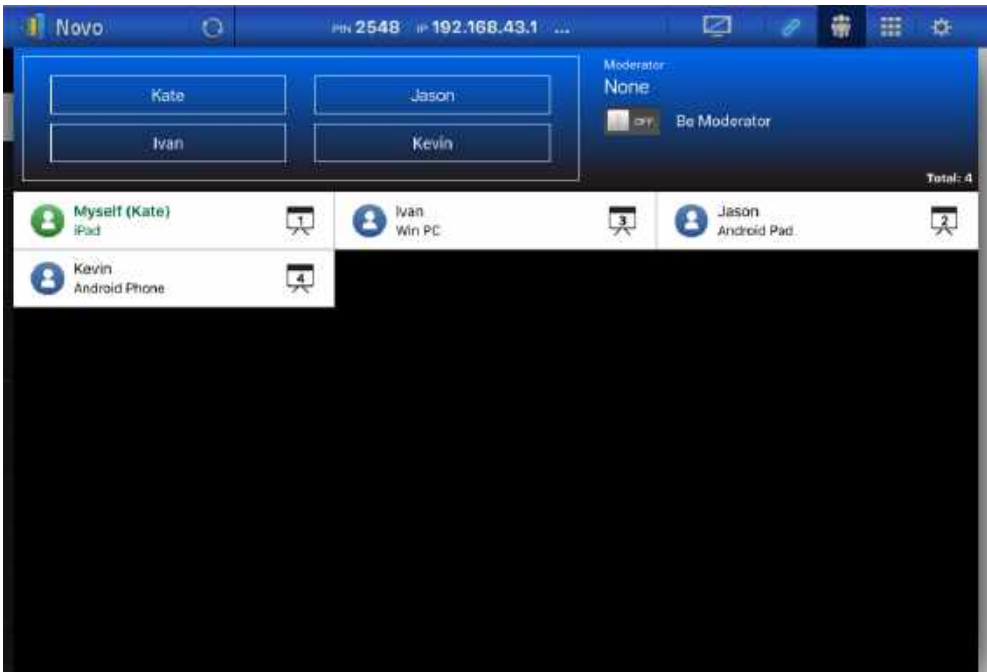 Novo PIN 2548 IP 192.168.43.1 ...
Kate Jason
Ivan Kevin
Moderator:
None
OFF Be Moderator
Total: 4
Myself (Kate)
iPad
1
Ivan
Win PC
3
Jason
Android Pad
2
Kevin
Android Phone
4